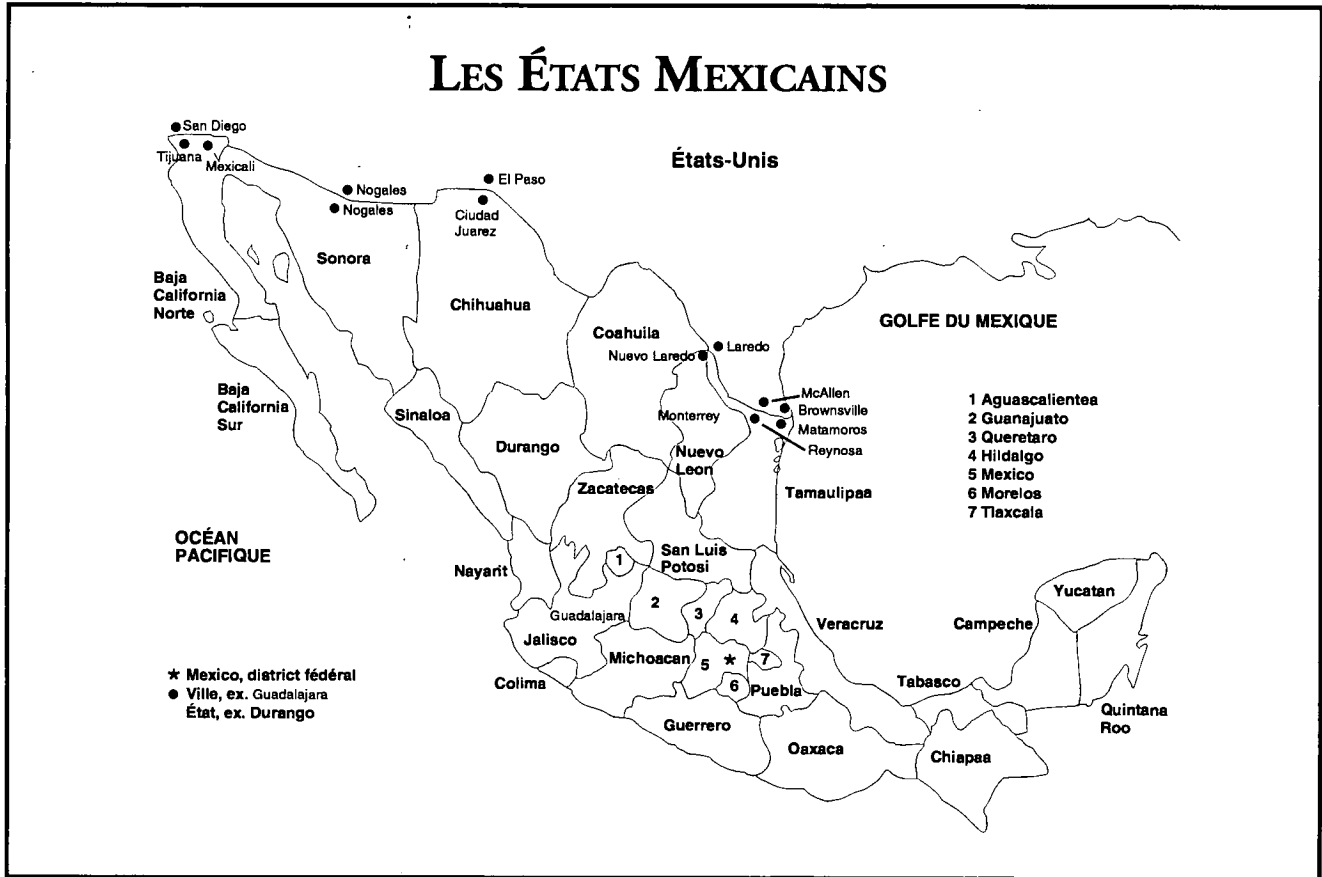 LES ÉTATS MEXICAINS
San Diego
Tijuana
Mexicali
États-Unis
Nogales
Nogales
El Paso
Ciudad
Juarez
Sonora
Baja
California
Norte
Chihuahua
Coahuila
GOLFE DU MEXIQUE
Nuevo Laredo
Laredo
Baja
California
Sur
Sinaloa
Durango
Monterrey
Nuevo
Leon
McAllen
Brownsville
Matamoros
Reynosa
1 Aguascalientea
2 Guanajuato
3 Queretaro
4 Hildalgo
5 Mexico
6 Morelos
7 Tlaxcala
Zacatecas
Tamaulipaa
OCÉAN
PACIFIQUE
Nayarit
San Luis
Potosi
1
2
3
4
5
*
6
7
Guadalajara
Jalisco
Michoacan
Colima
Puebla
Veracruz
Campeche
Yucatan
Tabasco
Quintana
Roo
Guerrero
Oaxaca
Chiapaa
* Mexico, district fédéral
● Ville, ex. Guadalajara
État, ex. Durango